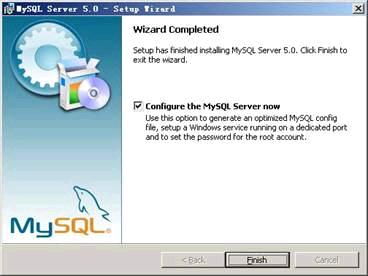 MySQL Server 5.0 - Setup Wizard
Wizard Completed
Setup has finished installing MySQL Server 5.0. Click Finish to
exit the wizard.
Configure the MySQL Server now
Use this option to generate an optimized MySQL config
file, setup a Windows service running on a dedicated port
and to set the password for the root account.
MySQL®
< Back
Finish
Cancel